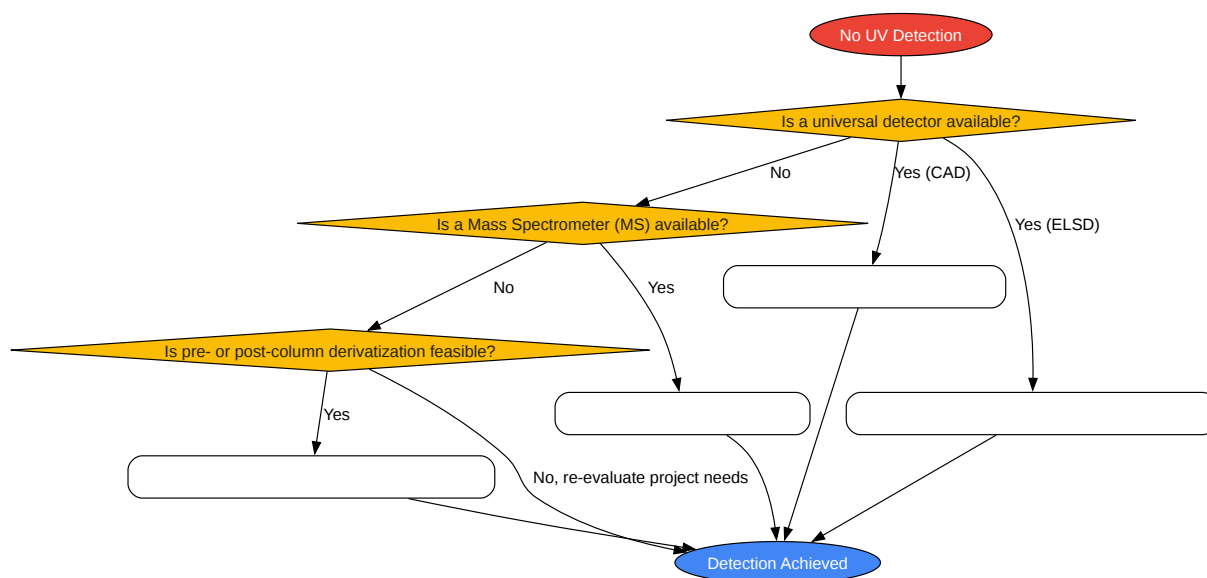 No UV Detection
Is a universal detector available?
No
Yes (CAD)
Is a Mass Spectrometer (MS) available?
Yes (ELSD)
No
Yes
Is pre- or post-column derivatization feasible?
Yes
No, re-evaluate project needs
Detection Achieved